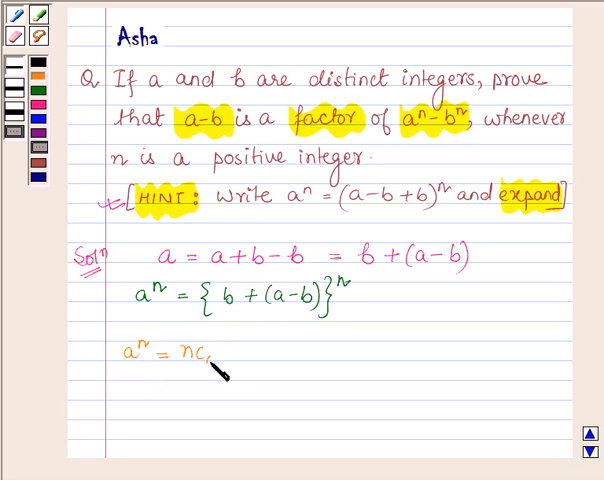 Asha
Q If a and b are distinct integers, prove
that a-b is a factor of aⁿ-bⁿ, whenever
n is a positive integer.
[HINT: Write aⁿ = (a-b+b)ⁿ and expand]
Solⁿ a = a+b-b = b+(a-b)
aⁿ = { b + (a-b) }ⁿ
aⁿ = nc